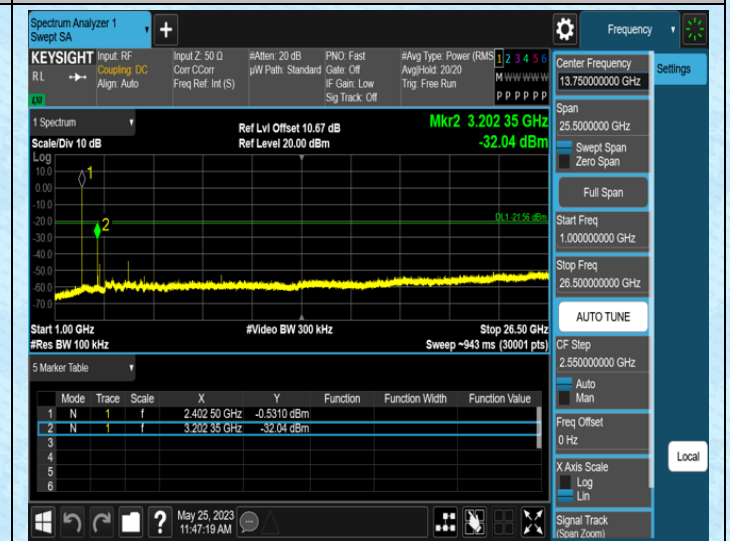 Spectrum Analyzer 1
Swept SA
+
Frequency
KEYSIGHT
RL
LXI
Input: RF
Coupling: DC
Align: Auto
Input Z: 50 Ω
Corr CCorr
Freq Ref: Int (S)
#Atten: 20 dB
µW Path: Standard
PNO: Fast
Gate: Off
IF Gain: Low
Sig Track: Off
#Avg Type: Power (RMS
Avg|Hold: 20/20
Trig: Free Run
1 2 3 4 5 6
M W W W W W
P P P P P P
1 Spectrum
Scale/Div 10 dB
Ref Lvl Offset 10.67 dB
Ref Level 20.00 dBm
Mkr2 3.202 35 GHz
-32.04 dBm
Log
10.0
0.00
-10.0
-20.0
-30.0
-40.0
-50.0
-60.0
-70.0
1
2
DL1 -21.56 dBm
Start 1.00 GHz
#Video BW 300 kHz
Stop 26.50 GHz
#Res BW 100 kHz
Sweep ~943 ms (30001 pts)
5 Marker Table
Mode Trace Scale X Y Function Function Width Function Value
1 N 1 f 2.402 50 GHz -0.5310 dBm
2 N 1 f 3.202 35 GHz -32.04 dBm
3
4
5
6
?
May 25, 2023
11:47:19 AM
Center Frequency
13.750000000 GHz
Settings
Span
25.5000000 GHz
Swept Span
Zero Span
Full Span
Start Freq
1.000000000 GHz
Stop Freq
26.500000000 GHz
AUTO TUNE
CF Step
2.550000000 GHz
Auto
Man
Freq Offset
0 Hz
X Axis Scale
Log
Lin
Local
Signal Track
(Span Zoom)